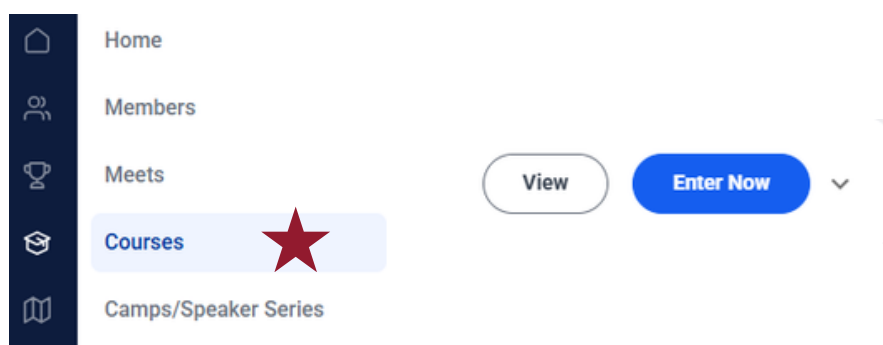 Home
Members
Meets
View
Enter Now
Courses
Camps/Speaker Series